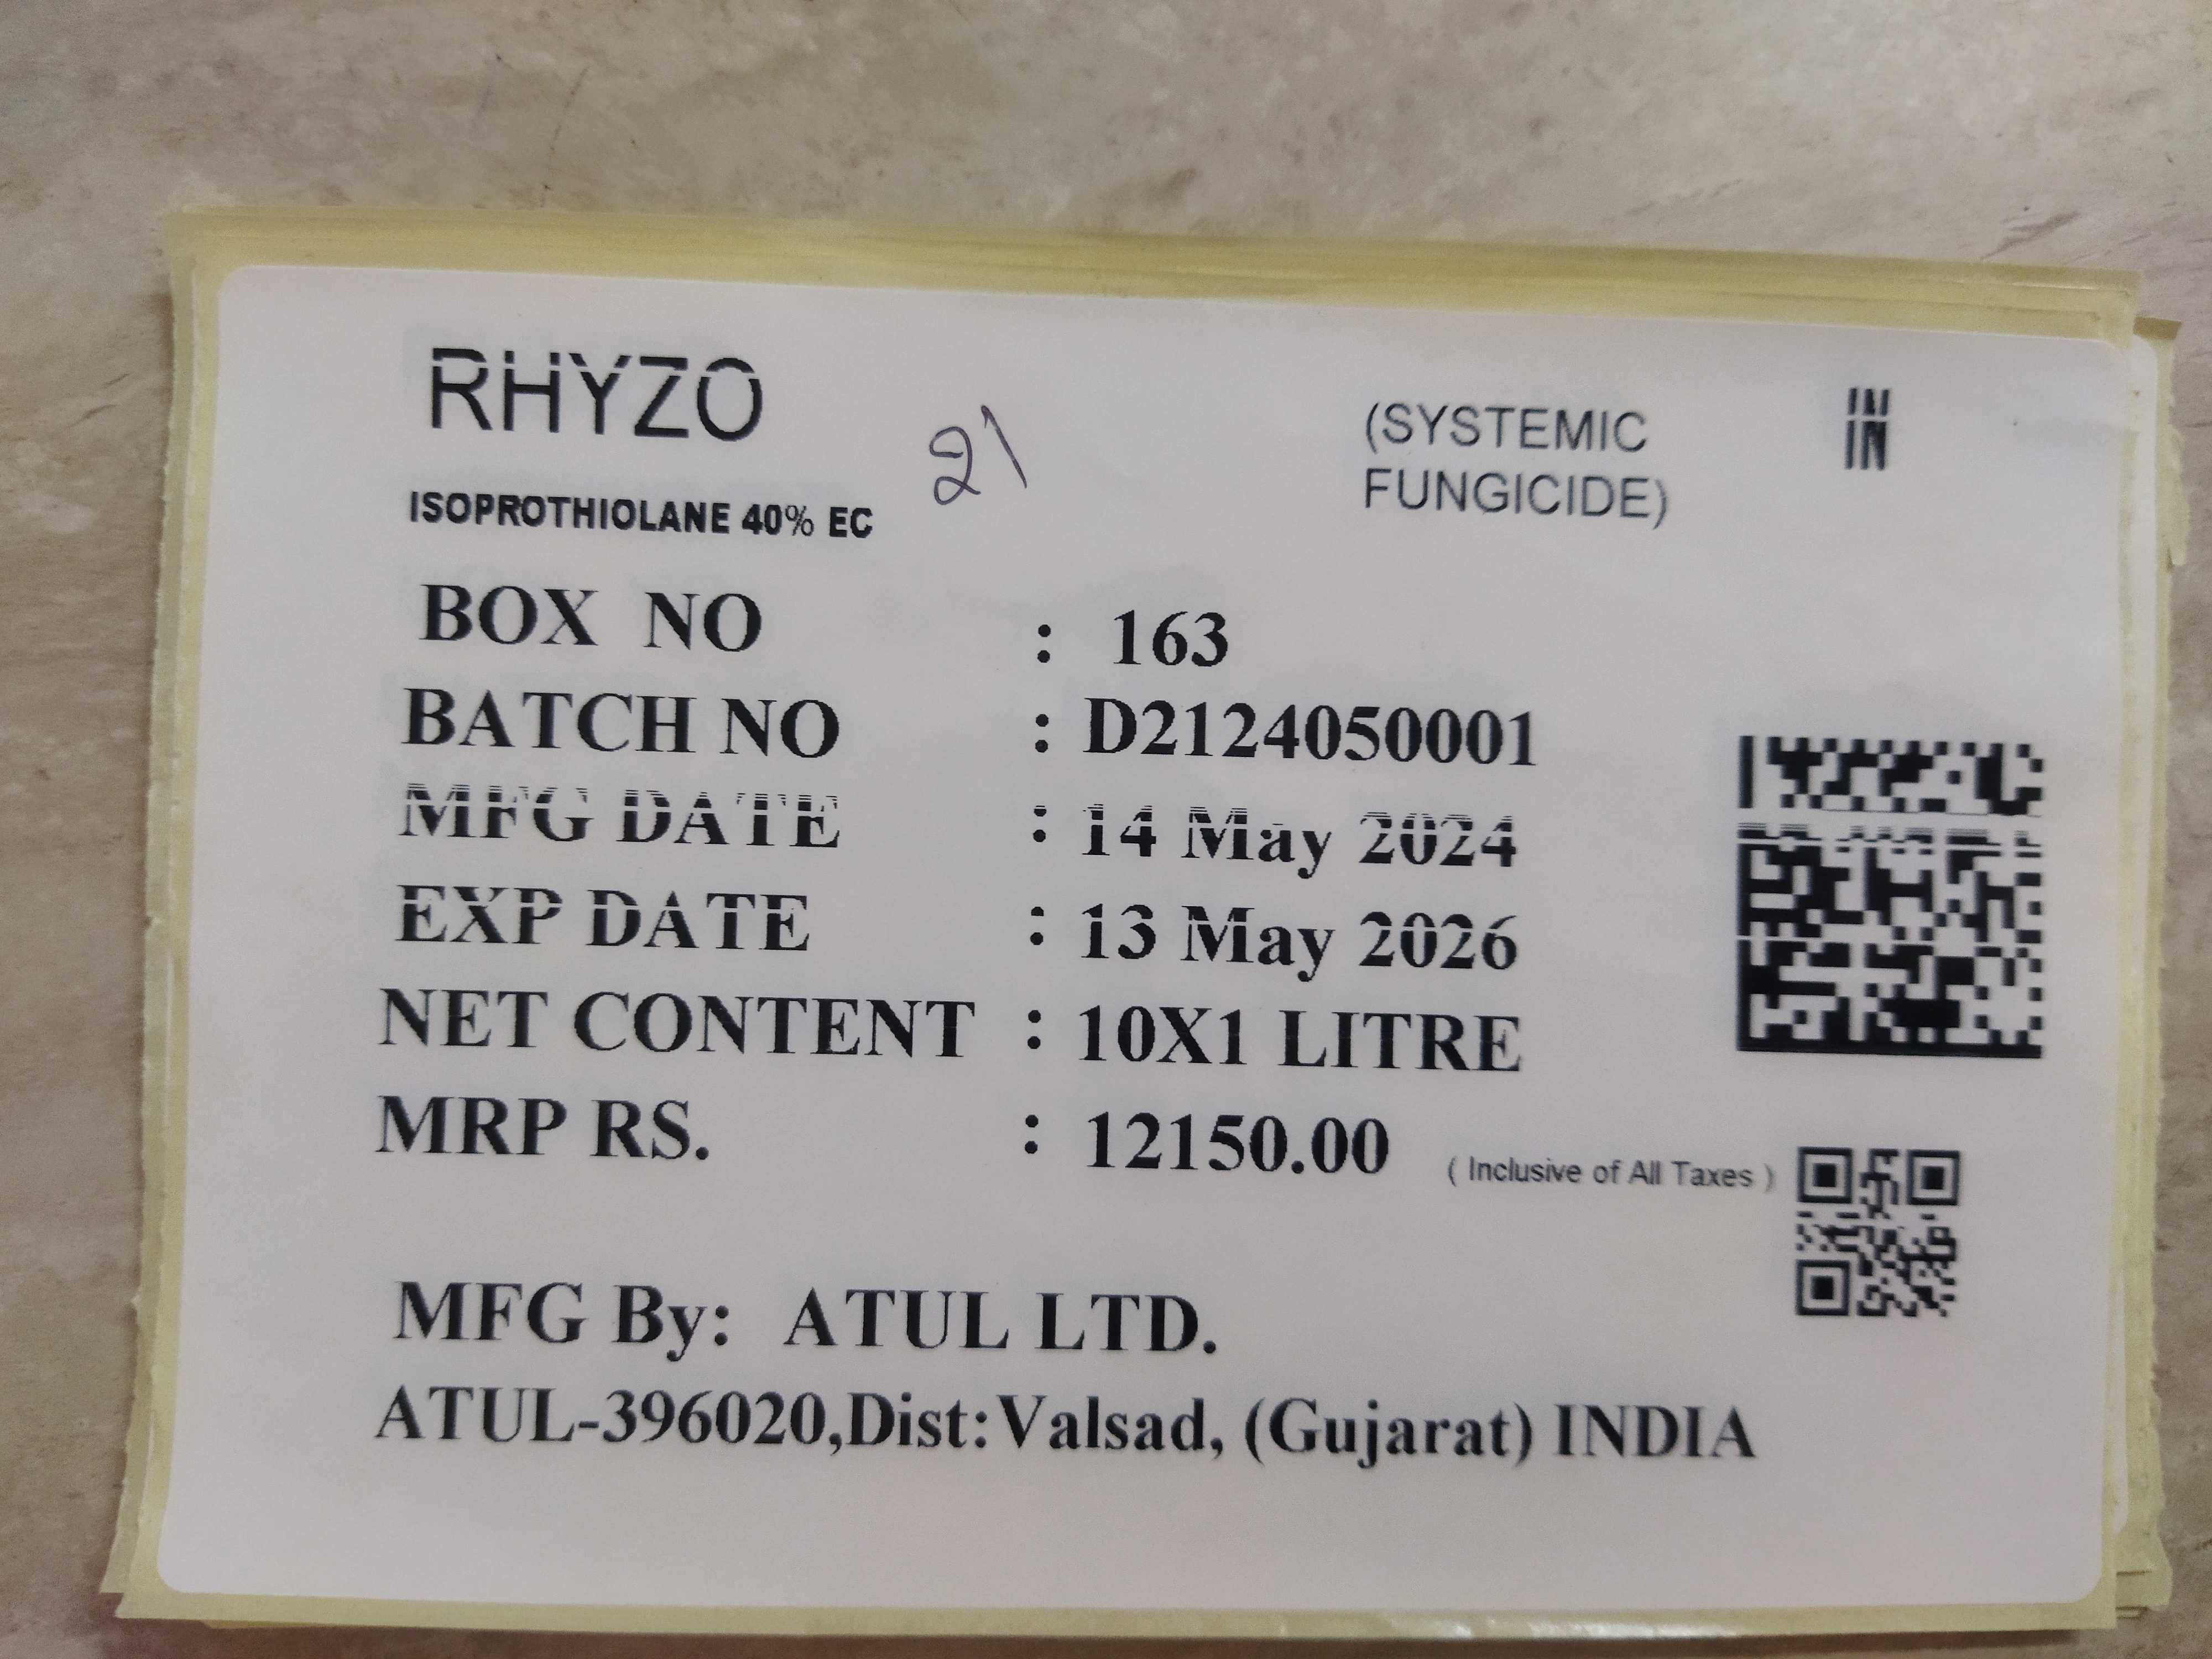 RHYZO
21
(SYSTEMIC
FUNGICIDE)
IN
ISOPROTHIOLANE 40% EC
BOX NO : 163
BATCH NO : D2124050001
MFG DATE : 14 May 2024
EXP DATE : 13 May 2026
NET CONTENT : 10X1 LITRE
MRP RS. : 12150.00 ( Inclusive of All Taxes )
MFG By: ATUL LTD.
ATUL-396020,Dist:Valsad, (Gujarat) INDIA